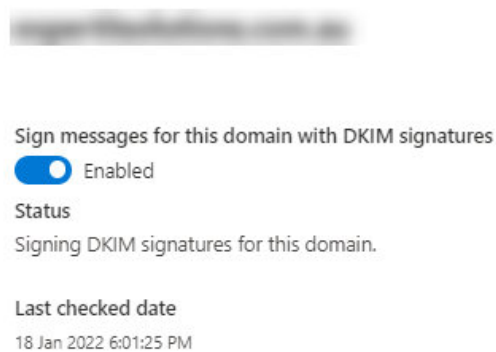 Sign messages for this domain with DKIM signatures
Enabled
Status
Signing DKIM signatures for this domain.
Last checked date
18 Jan 2022 6:01:25 PM